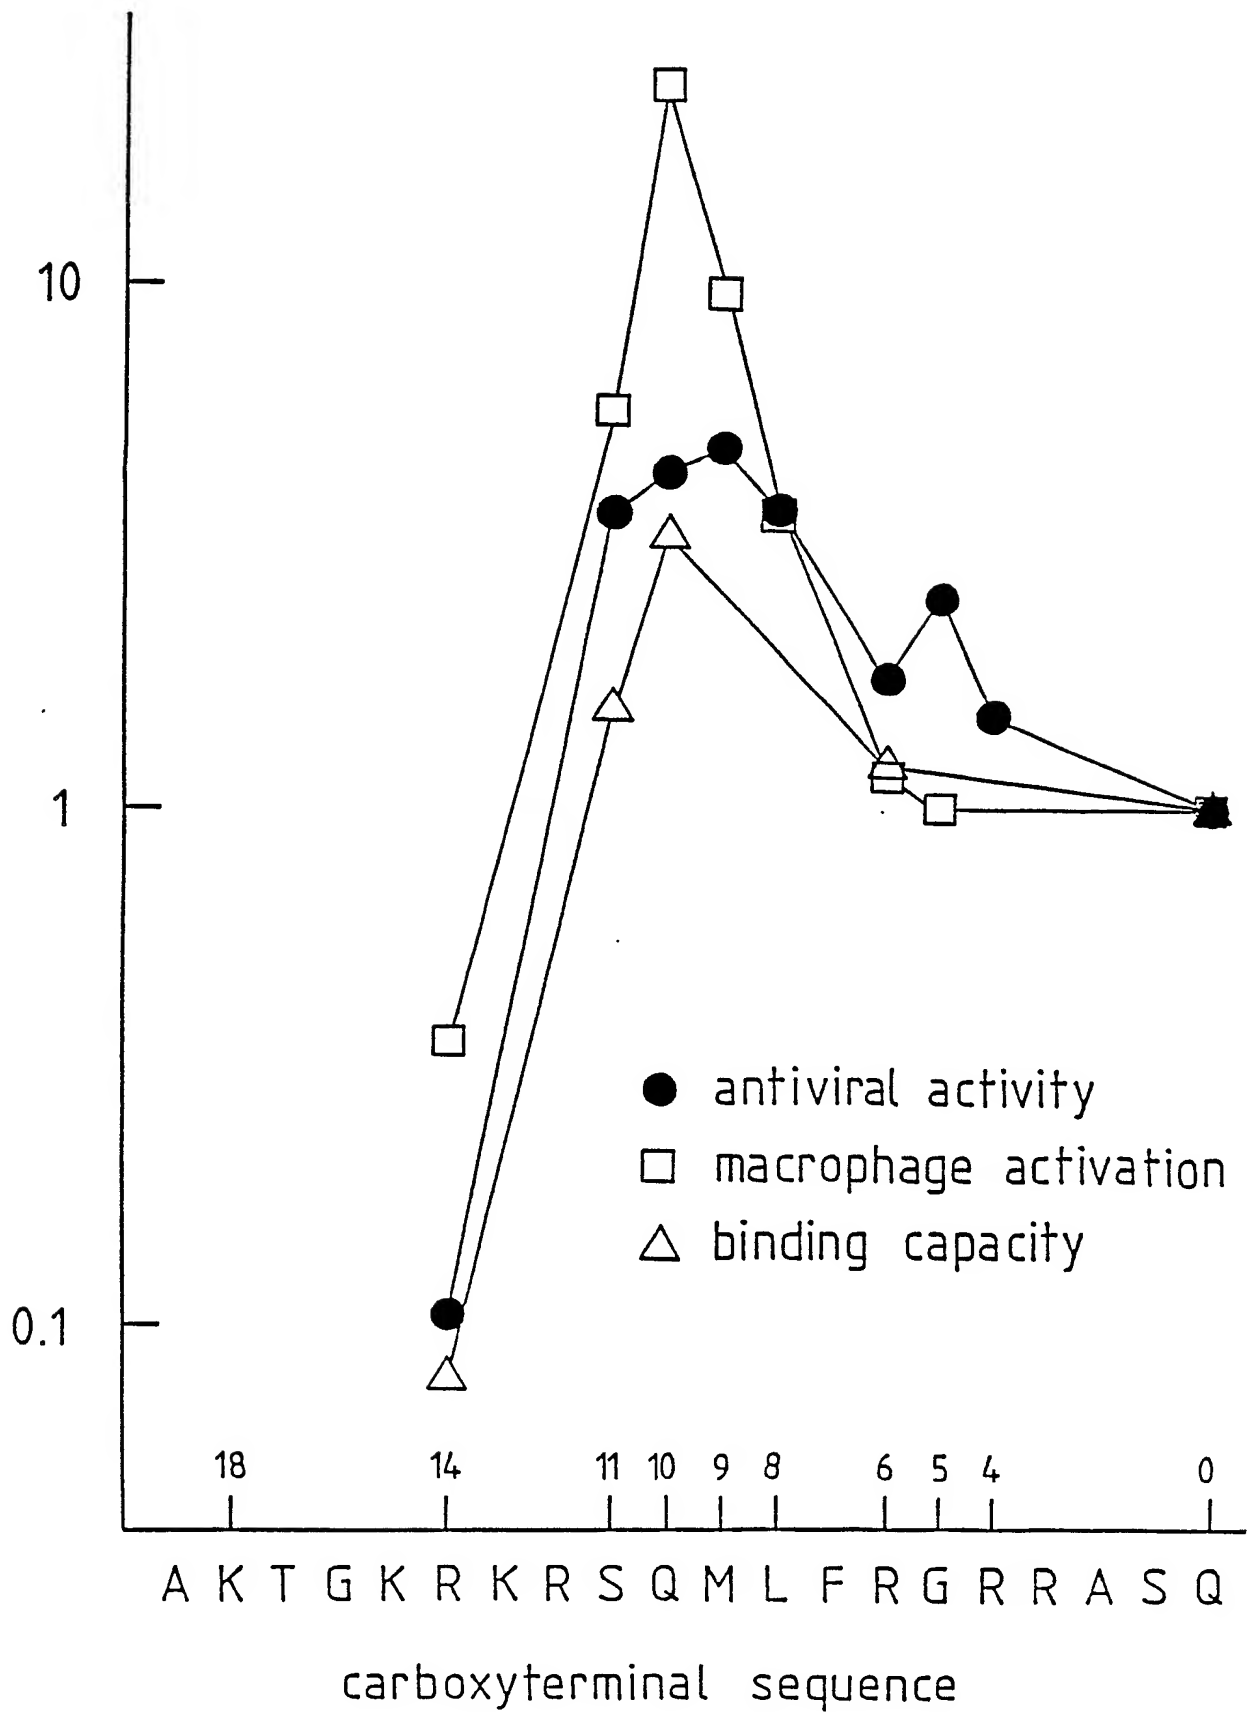 10
1
0.1
antiviral activity
macrophage activation
binding capacity
18 14 11 10 9 8 6 5 4 0
A K T G K R K R S Q M L F R G R R A S Q
carboxyterminal sequence